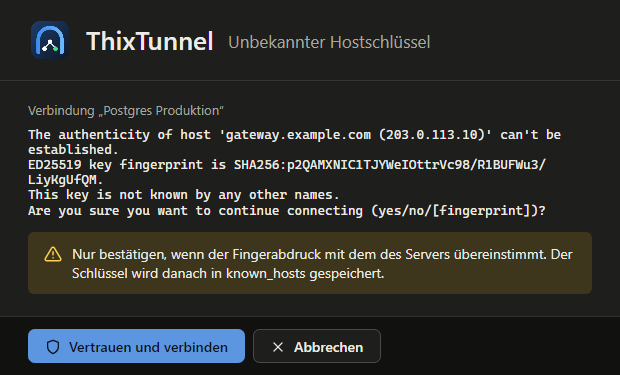 ThixTunnel Unbekannter Hostschlüssel
Verbindung „Postgres Produktion“
The authenticity of host 'gateway.example.com (203.0.113.10)' can't be
established.
ED25519 key fingerprint is SHA256:p2QAMXNIC1TJYWeIOttrVc98/R1BUFWu3/
LiyKgUfQM.
This key is not known by any other names.
Are you sure you want to continue connecting (yes/no/[fingerprint])?
Nur bestätigen, wenn der Fingerabdruck mit dem des Servers übereinstimmt. Der
Schlüssel wird danach in known_hosts gespeichert.
Vertrauen und verbinden
Abbrechen